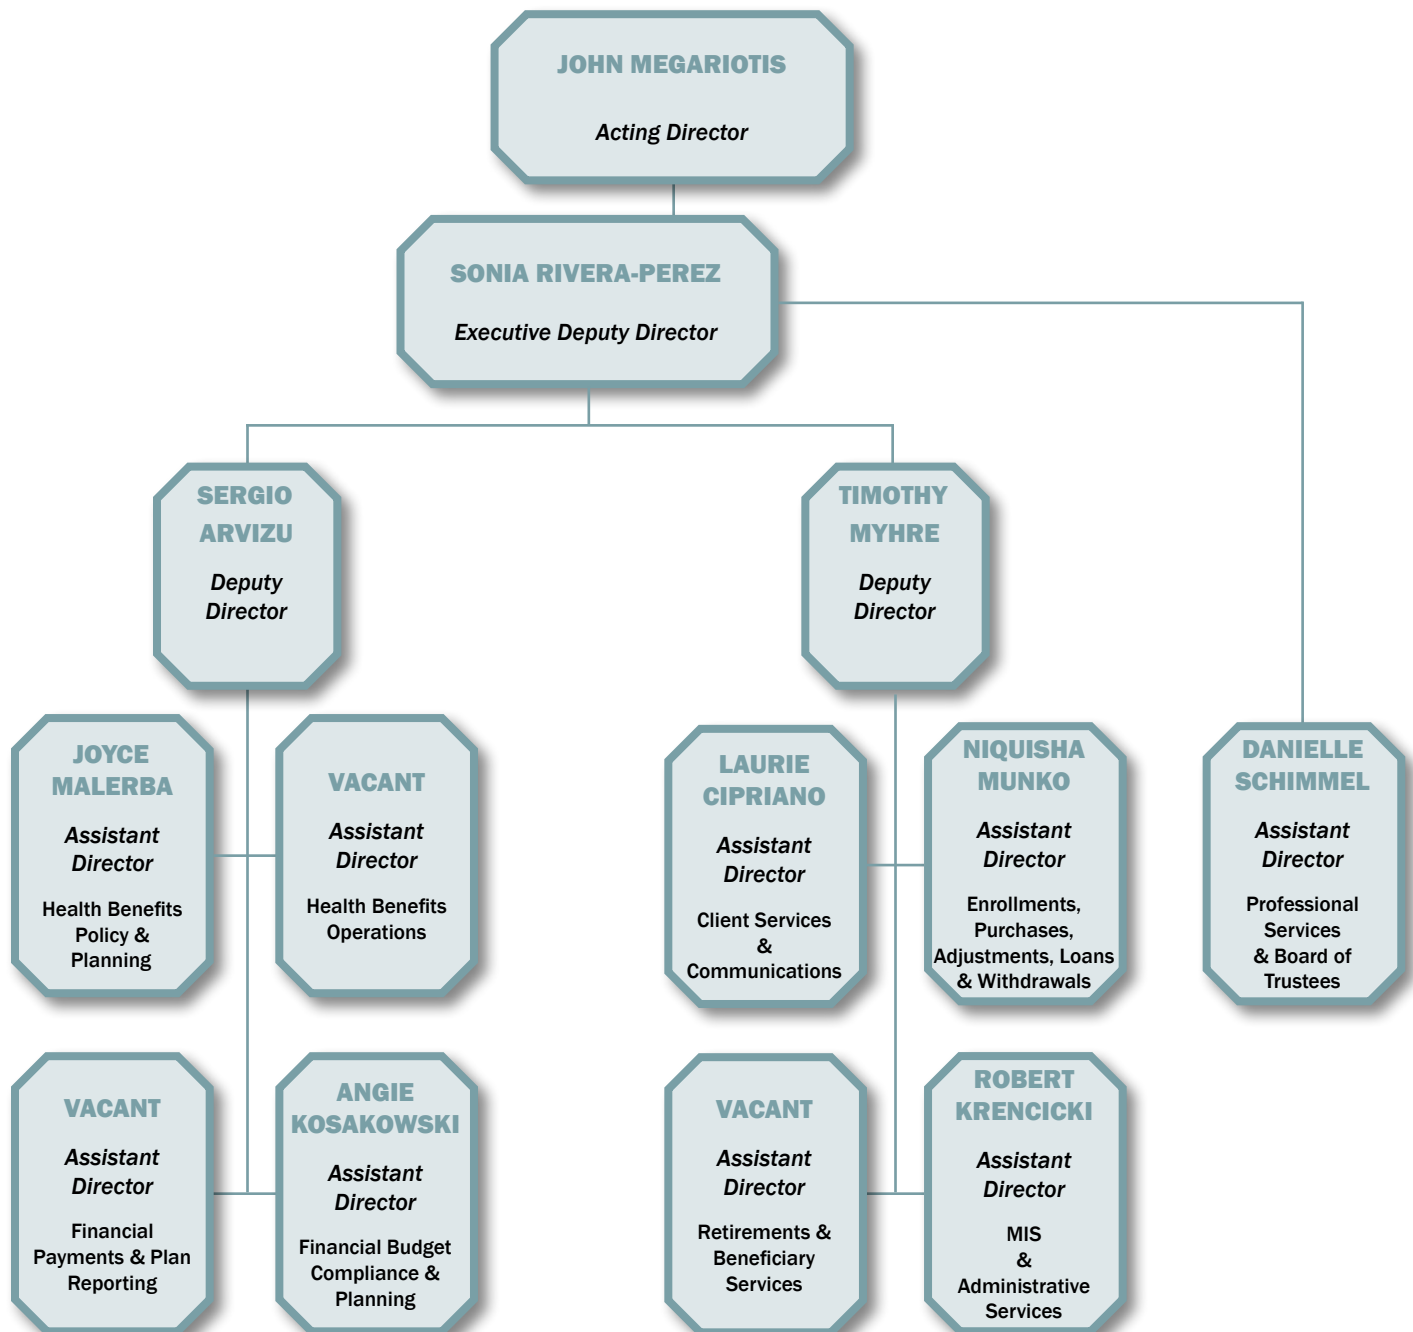 JOHN MEGARIOTIS
Acting Director
SONIA RIVERA-PEREZ
Executive Deputy Director
SERGIO
ARVIZU
Deputy
Director
TIMOTHY
MYHRE
Deputy
Director
JOYCE
MALERBA
Assistant
Director
Health Benefits
Policy &
Planning
VACANT
Assistant
Director
Health Benefits
Operations
LAURIE
CIPRIANO
Assistant
Director
Client Services
&
Communications
NIQUISHA
MUNKO
Assistant
Director
Enrollments,
Purchases,
Adjustments, Loans
& Withdrawals
DANIELLE
SCHIMMEL
Assistant
Director
Professional
Services
& Board of
Trustees
VACANT
Assistant
Director
Financial
Payments & Plan
Reporting
ANGIE
KOSAKOWSKI
Assistant
Director
Financial Budget
Compliance &
Planning
VACANT
Assistant
Director
Retirements &
Beneficiary
Services
ROBERT
KRENCICKI
Assistant
Director
MIS
&
Administrative
Services